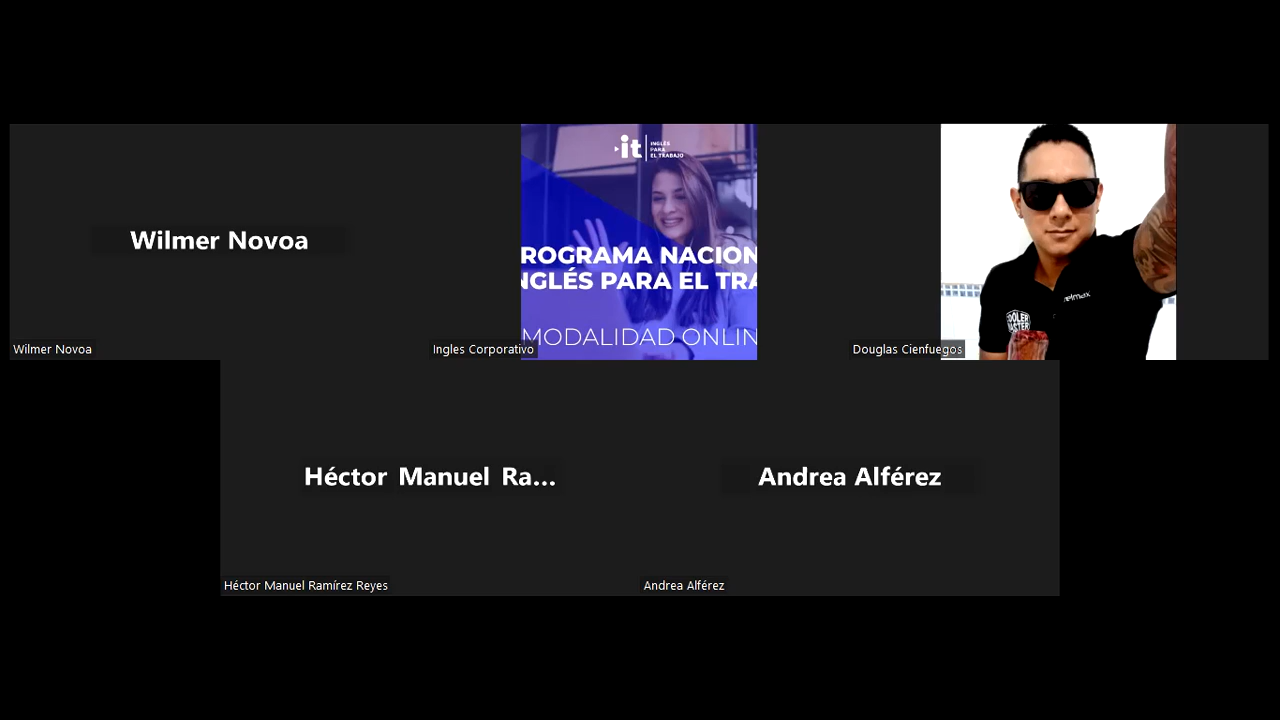 it
INGLÉS
PARA
EL TRABAJO
ROGRAMA NACION
NGLÉS PARA EL TRA
MODALIDAD ONLIN
Wilmer Novoa
Wilmer Novoa
Ingles Corporativo
Douglas Cienfuegos
Héctor Manuel Ra...
Andrea Alférez
Héctor Manuel Ramírez Reyes
Andrea Alférez